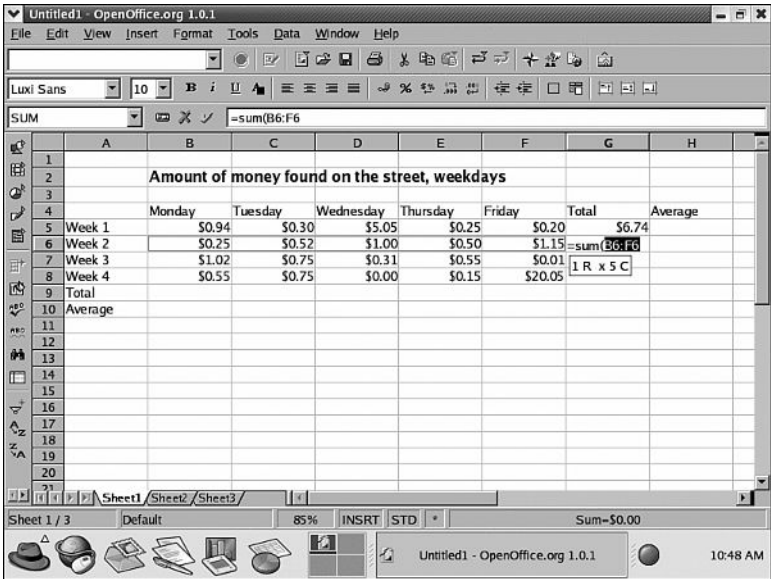 Untitled1 - OpenOffice.org 1.0.1
File Edit View Insert Format Tools Data Window Help
Luxi Sans 10 B i U A
SUM =sum(B6:F6
A B C D E F G H
1
2 Amount of money found on the street, weekdays
3
4 Monday Tuesday Wednesday Thursday Friday Total Average
5 Week 1 $0.94 $0.30 $5.05 $0.25 $0.20 $6.74
6 Week 2 $0.25 $0.52 $1.00 $0.50 $1.15 =sum(B6:F6
7 Week 3 $1.02 $0.75 $0.31 $0.55 $0.01
1 R x 5 C
8 Week 4 $0.55 $0.75 $0.00 $0.15 $20.05
9 Total
10 Average
11
12
13
14
15
16
17
18
19
20
21
Sheet1 Sheet2 Sheet3
Sheet 1 / 3 Default 85% INSRT STD * Sum=$0.00
Untitled1 - OpenOffice.org 1.0.1 10:48 AM